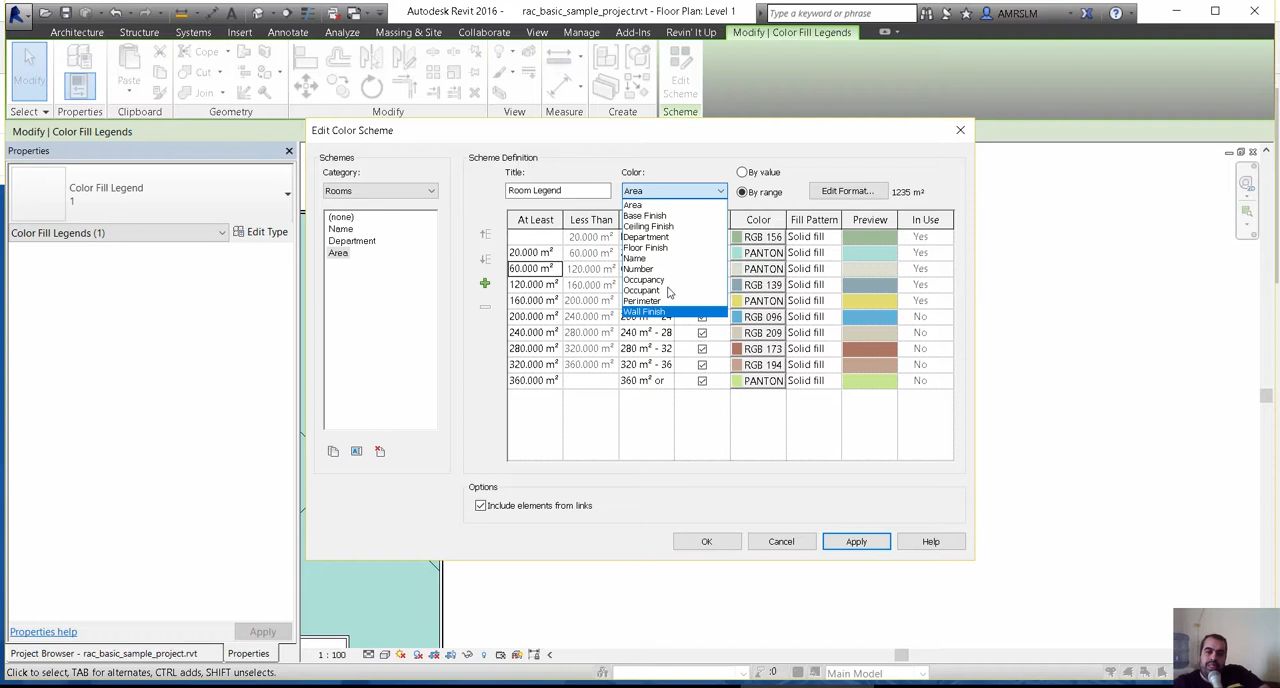 Autodesk Revit 2016 - rac_basic_sample_project.rvt - Floor Plan: Level 1
Type a keyword or phrase
AMRSLM
Architecture Structure Systems Insert Annotate Analyze Massing & Site Collaborate View Manage Add-Ins Revin' It Up Modify | Color Fill Legends
Modify
Paste
Cope
Cut
Join
Edit
Scheme
Select Properties Clipboard Geometry Modify View Measure Create Scheme
Modify | Color Fill Legends
Properties
Color Fill Legend
1
Color Fill Legends (1)
Edit Type
Properties help
Apply
Project Browser - rac_basic_sample_project.rvt
Properties
Click to select, TAB for alternates, CTRL adds, SHIFT unselects.
1 : 100
:0
Main Model
Edit Color Scheme
Schemes
Category:
Rooms
(none)
Name
Department
Area
Scheme Definition
Title:
Room Legend
Color:
Area
By value
By range
Edit Format...
1235 m²
Area
Base Finish
Ceiling Finish
Department
Floor Finish
Name
Number
Occupancy
Occupant
Perimeter
Wall Finish
At Least Less Than Color Fill Pattern Preview In Use
20.000 m² RGB 156 Solid fill Yes
20.000 m² 60.000 m² PANTON Solid fill Yes
60.000 m² 120.000 m² PANTON Solid fill Yes
120.000 m² 160.000 m² RGB 139 Solid fill Yes
160.000 m² 200.000 m² PANTON Solid fill Yes
200.000 m² 240.000 m² RGB 096 Solid fill No
240.000 m² 280.000 m² 240 m² - 28 RGB 209 Solid fill No
280.000 m² 320.000 m² 280 m² - 32 RGB 173 Solid fill No
320.000 m² 360.000 m² 320 m² - 36 RGB 194 Solid fill No
360.000 m² 360 m² or PANTON Solid fill No
Options
Include elements from links
OK
Cancel
Apply
Help